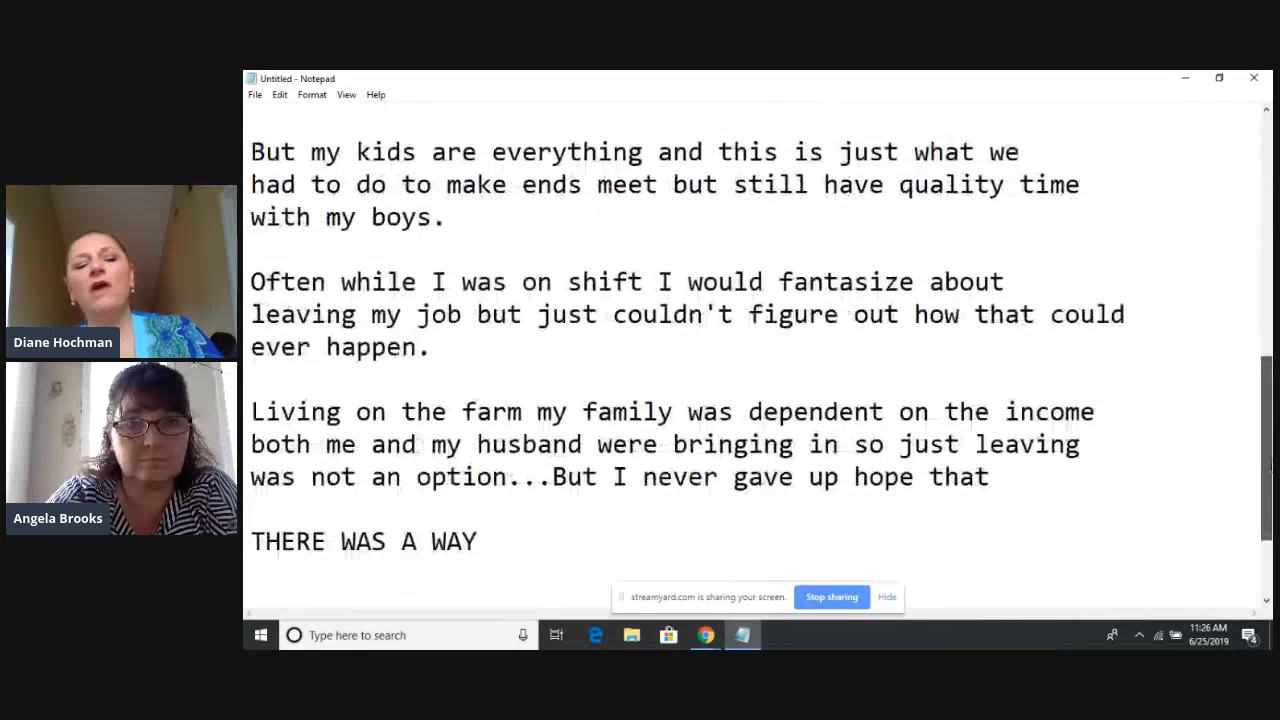 Untitled - Notepad
File Edit Format View Help
But my kids are everything and this is just what we
had to do to make ends meet but still have quality time
with my boys.
Often while I was on shift I would fantasize about
leaving my job but just couldn't figure out how that could
ever happen.
Living on the farm my family was dependent on the income
both me and my husband were bringing in so just leaving
was not an option...But I never gave up hope that
THERE WAS A WAY
Diane Hochman
Angela Brooks
streamyard.com is sharing your screen. Stop sharing Hide
Type here to search
11:26 AM
6/25/2019
4